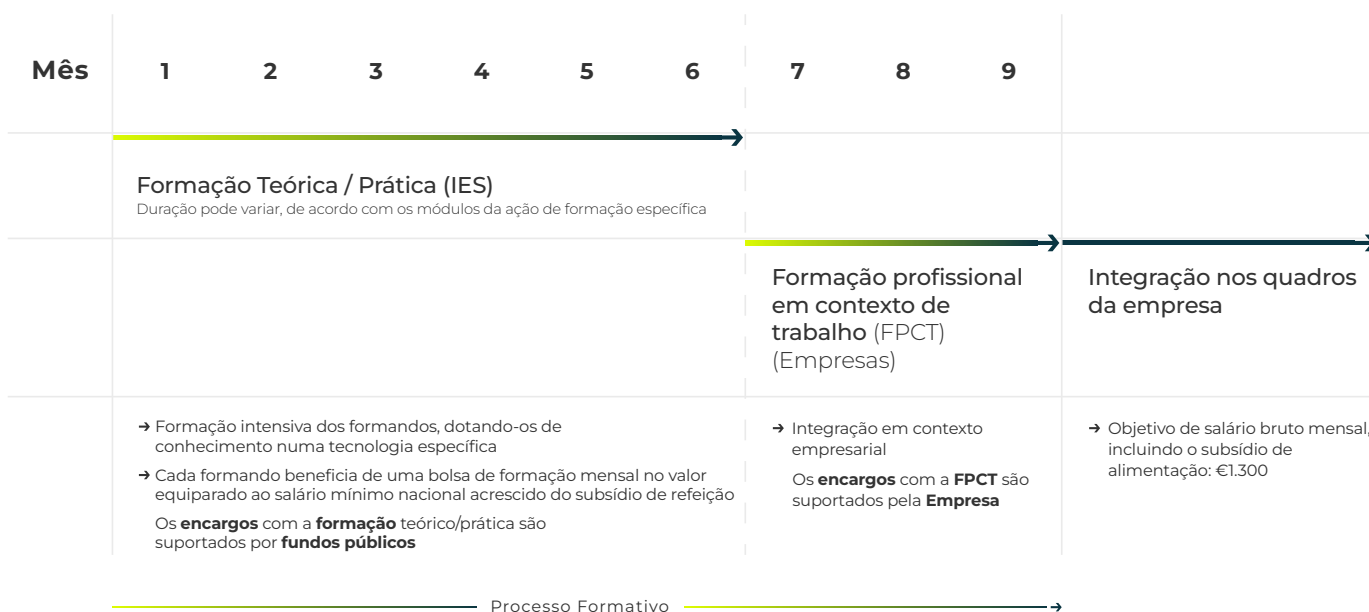 Mês 1 2 3 4 5 6 7 8 9
Formação Teórica / Prática (IES)
Duração pode variar, de acordo com os módulos da ação de formação específica
Formação profissional
em contexto de
trabalho (FPCT)
(Empresas)
Integração nos quadros
da empresa
→ Formação intensiva dos formandos, dotando-os de
conhecimento numa tecnologia específica
→ Cada formando beneficia de uma bolsa de formação mensal no valor
equiparado ao salário mínimo nacional acrescido do subsídio de refeição
Os encargos com a formação teórico/prática são
suportados por fundos públicos
→ Integração em contexto
empresarial
Os encargos com a FPCT são
suportados pela Empresa
→ Objetivo de salário bruto mensal,
incluindo o subsídio de
alimentação: €1.300
Processo Formativo